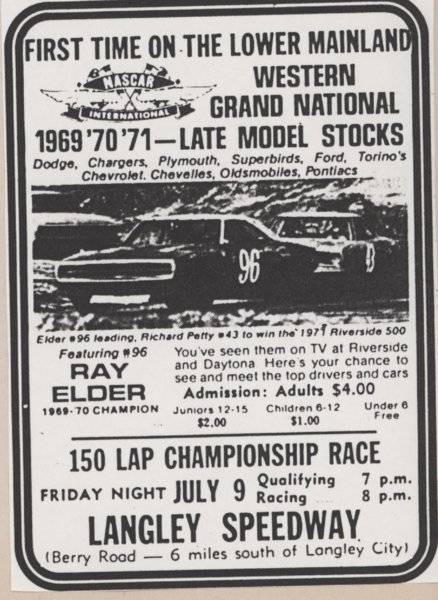 FIRST TIME ON THE LOWER MAINLAND
NASCAR
INTERNATIONAL
WESTERN
GRAND NATIONAL
1969 '70 '71—LATE MODEL STOCKS
Dodge, Chargers, Plymouth, Superbirds, Ford, Torino's
Chevrolet, Chevelles, Oldsmobiles, Pontiacs
96
Elder #96 leading, Richard Petty #43 to win the 1971 Riverside 500
Featuring #96
RAY
ELDER
1969-70 CHAMPION
You've seen them on TV at Riverside
and Daytona Here's your chance to
see and meet the top drivers and cars
Admission: Adults $4.00
Juniors 12-15 Children 6-12 Under 6
$2.00 $1.00 Free
150 LAP CHAMPIONSHIP RACE
FRIDAY NIGHT JULY 9 Qualifying 7 p.m.
Racing 8 p.m.
LANGLEY SPEEDWAY
(Berry Road — 6 miles south of Langley City)